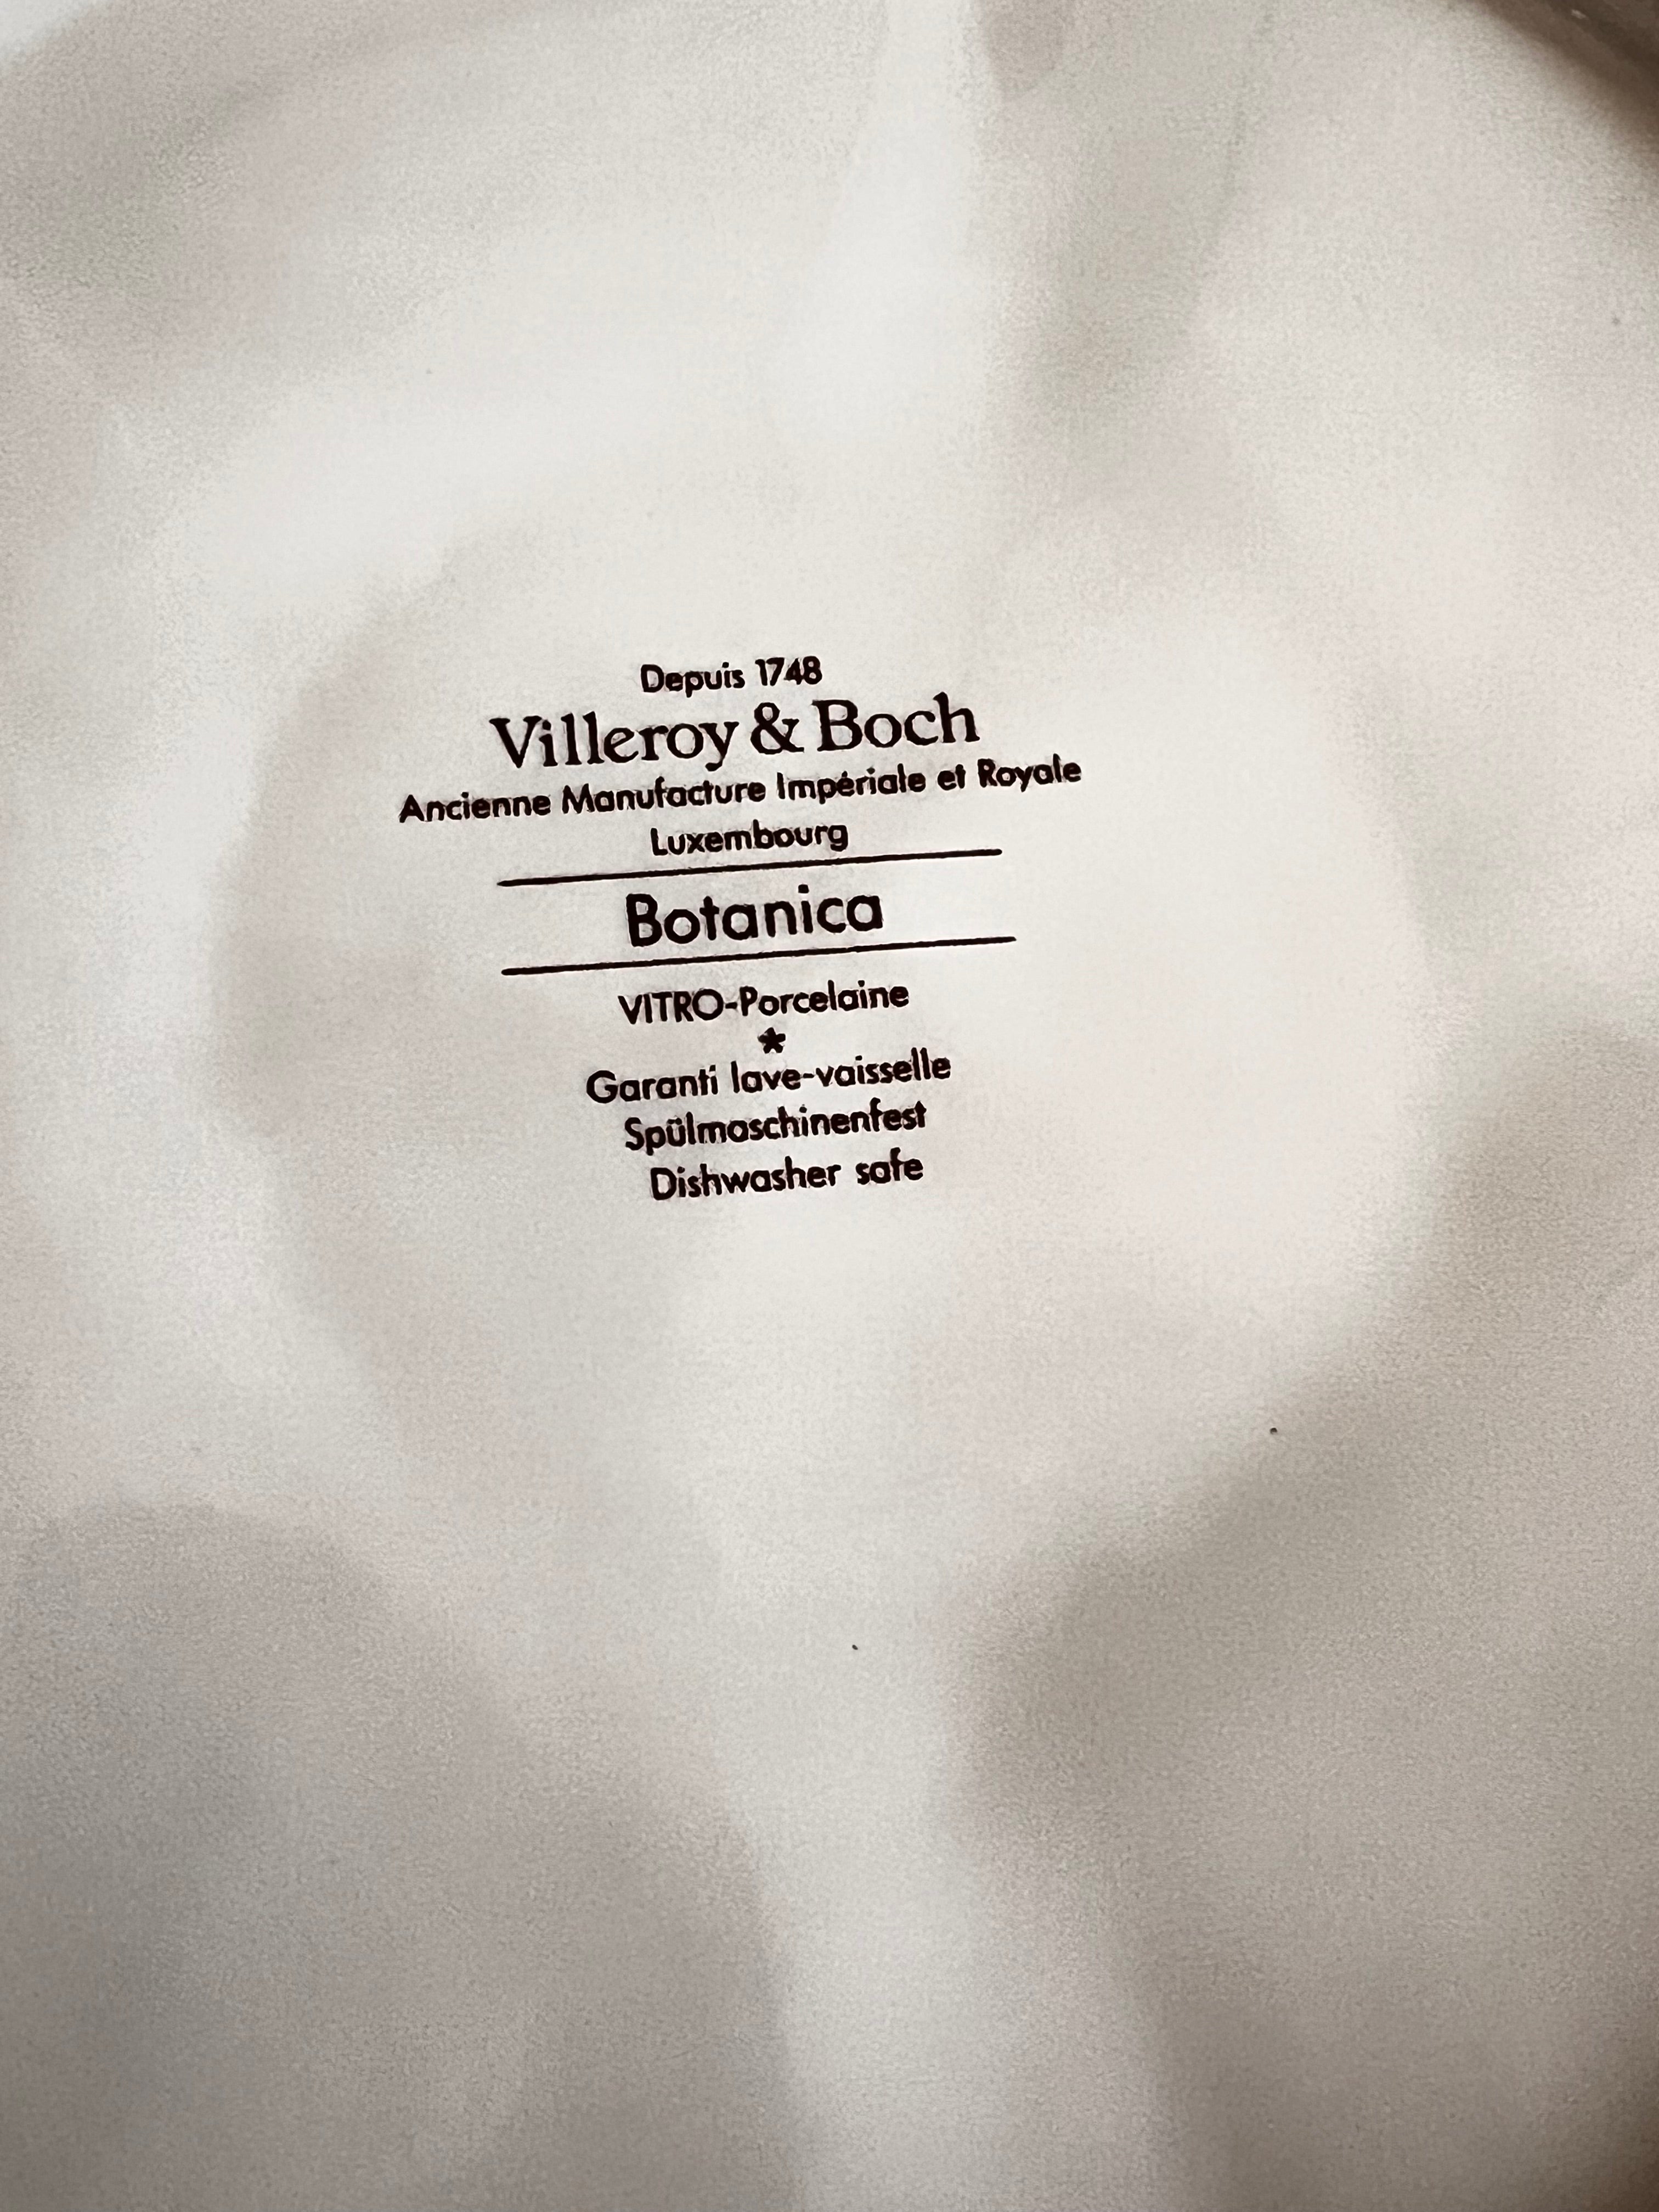 Depuis 1748
Villeroy & Boch
Ancienne Manufacture Impériale et Royale
Luxembourg
Botanica
VITRO-Porcelaine
*
Garanti lave-vaisselle
Spülmaschinenfest
Dishwasher safe